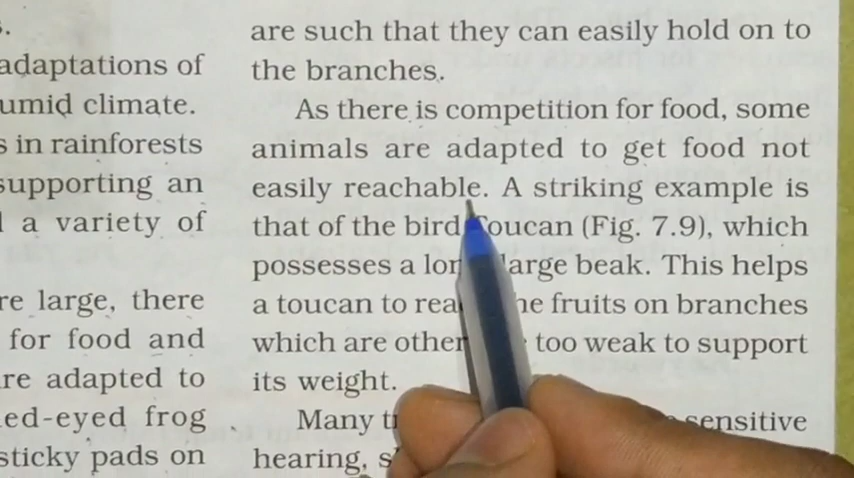 s.
adaptations of
umid climate.
s in rainforests
supporting an
a variety of
re large, there
for food and
re adapted to
ed-eyed frog
sticky pads on
are such that they can easily hold on to
the branches.
As there is competition for food, some
animals are adapted to get food not
easily reachable. A striking example is
that of the bird Toucan (Fig. 7.9), which
possesses a lon large beak. This helps
a toucan to rea he fruits on branches
which are other too weak to support
its weight.
Many sensitive
hearing, s